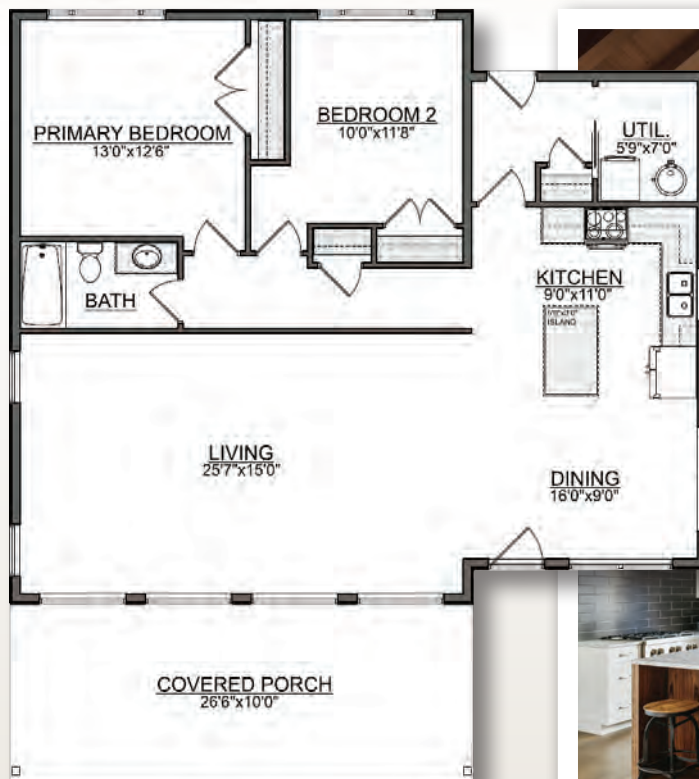 PRIMARY BEDROOM
13'0"x12'6"
BEDROOM 2
10'0"x11'8"
UTIL.
5'9"x7'0"
BATH
KITCHEN
9'0"x11'0"
ISLAND
LIVING
25'7"x15'0"
DINING
16'0"x9'0"
COVERED PORCH
26'6"x10'0"